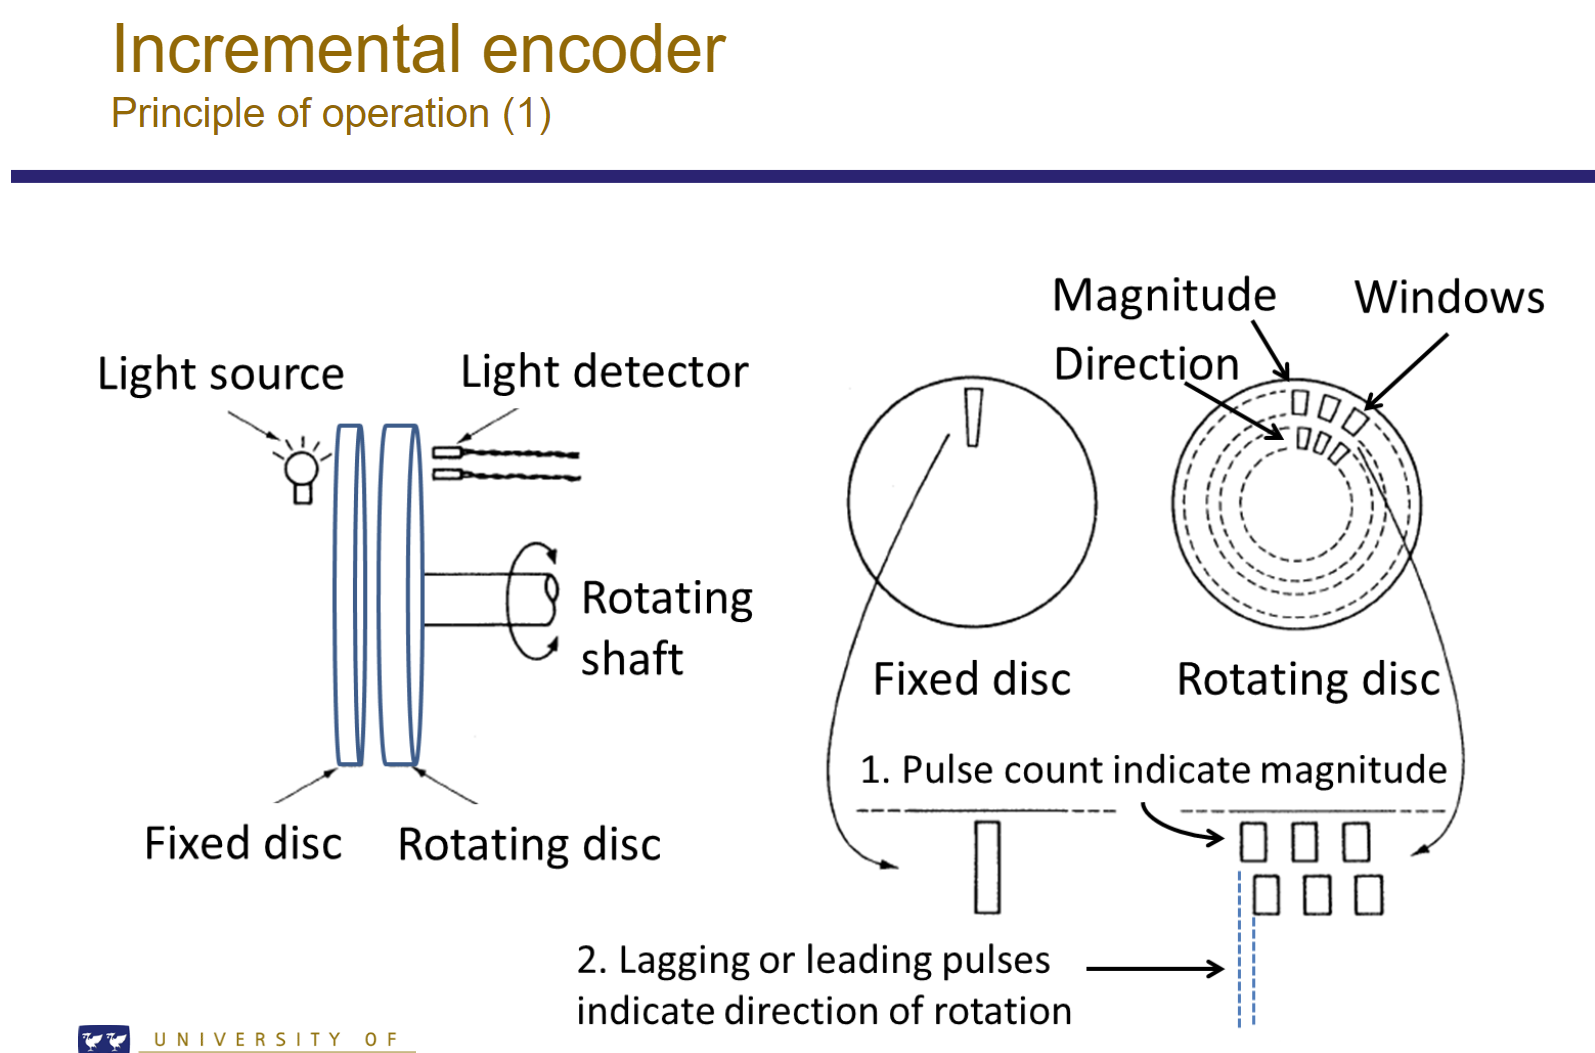 Incremental encoder
Principle of operation (1)
Light source
Light detector
Rotating
shaft
Fixed disc
Rotating disc
Magnitude
Windows
Direction
Fixed disc
Rotating disc
1. Pulse count indicate magnitude
2. Lagging or leading pulses
indicate direction of rotation
UNIVERSITY OF